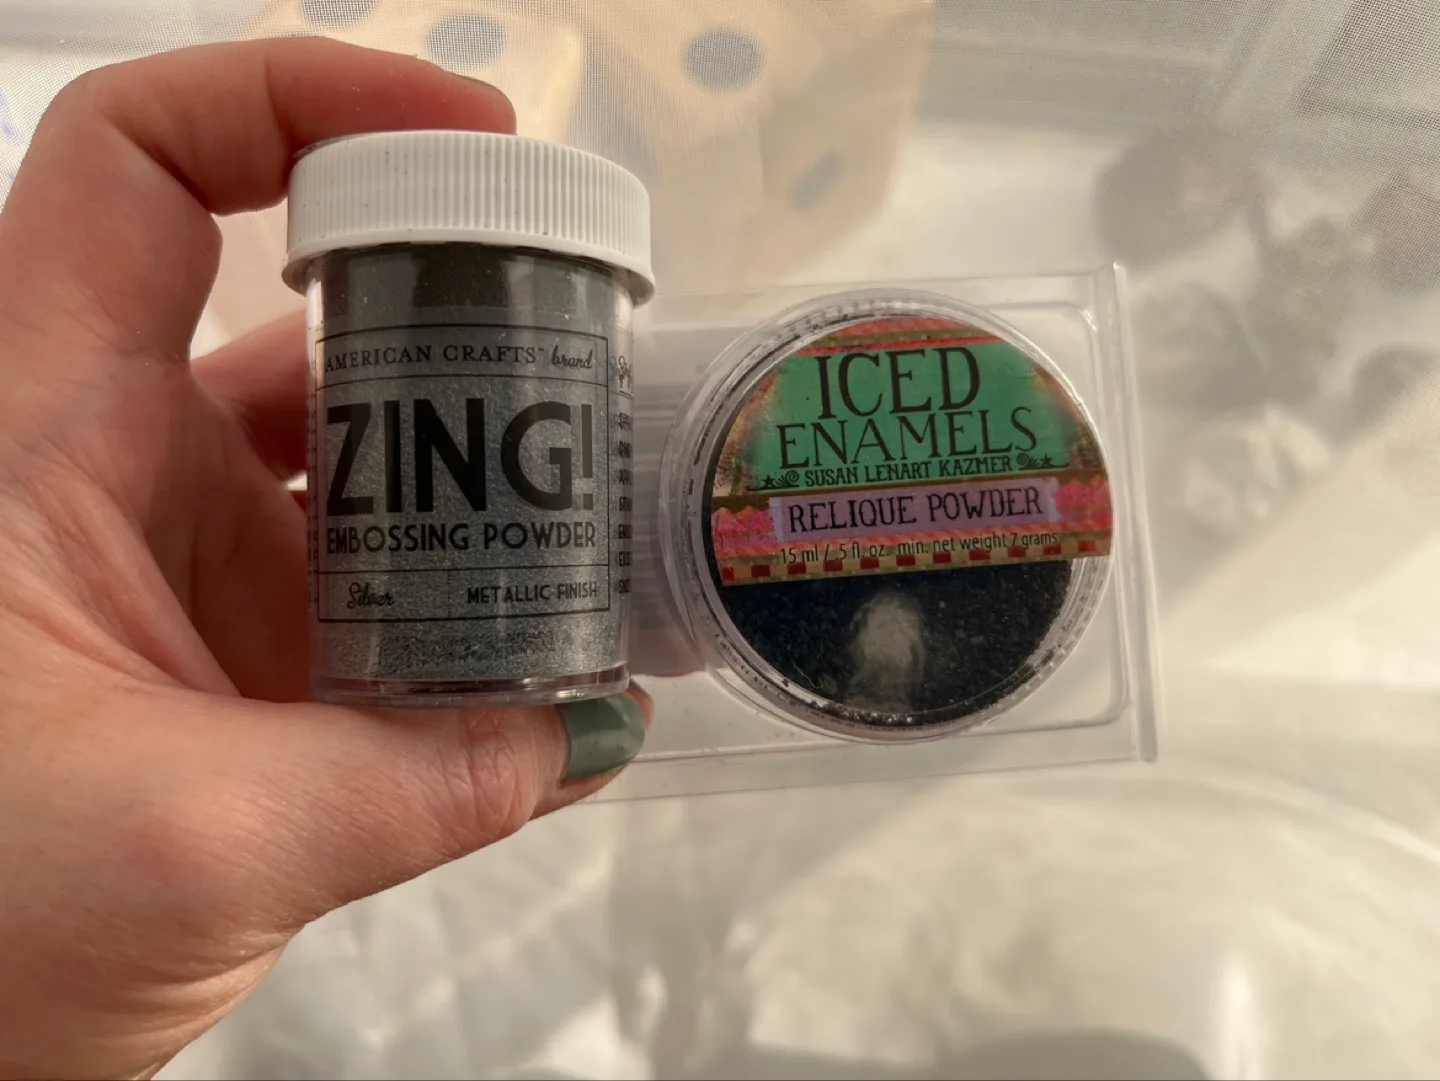 AMERICAN CRAFTS™ brand
ZING!
EMBOSSING POWDER
Silver METALLIC FINISH
ICED
ENAMELS
SUSAN LENART KAZMER
RELIQUE POWDER
15 ml / .5 fl. oz. min. net weight 7 grams